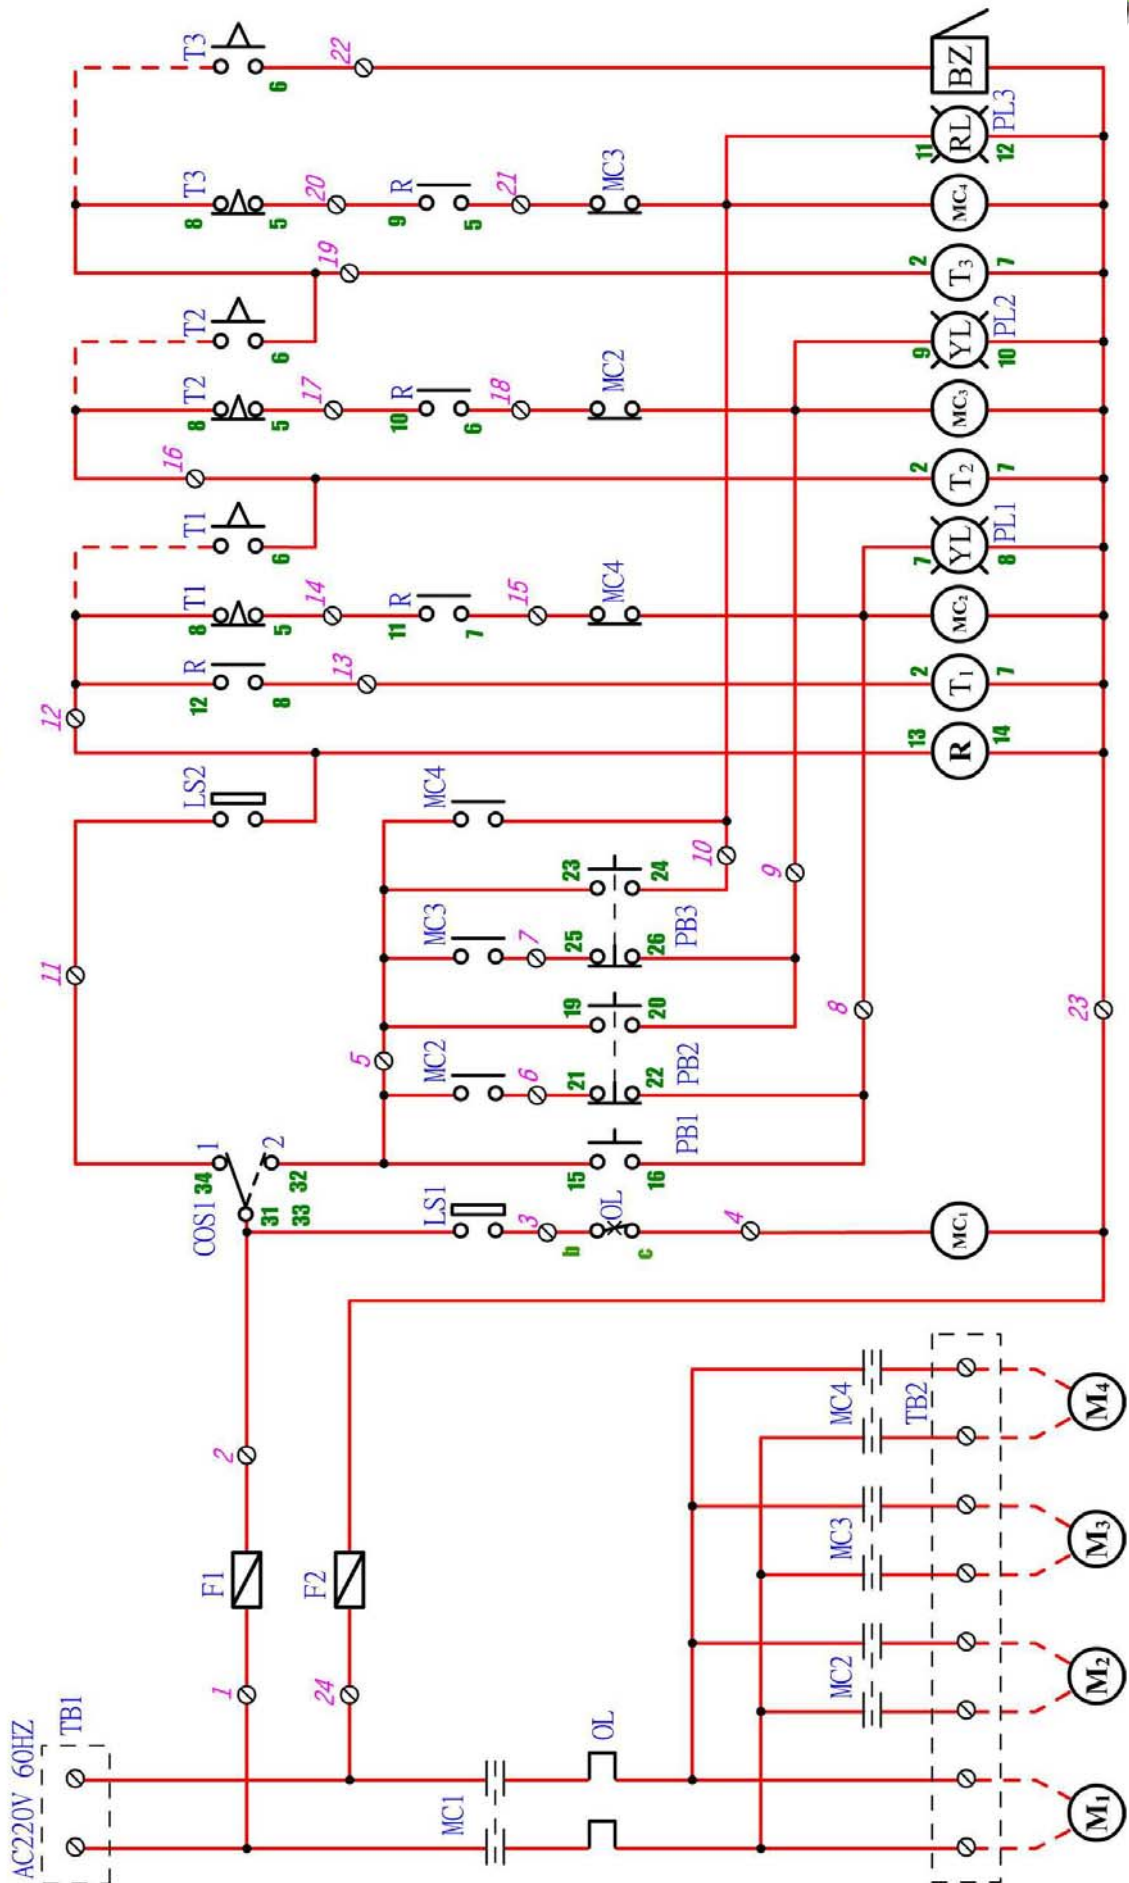 AC220V 60HZ
TB1
11
12
16
1
2
F1
COS1
34
1
LS2
12
R
8
T1
T1
8
T2
T2
8
T3
T3
31
33
32
2
8
5
6
5
6
5
6
24
F2
13
14
17
19
20
22
5
11
R
10
R
9
R
MC1
LS1
MC2
MC3
MC4
7
6
5
3
6
7
15
18
21
b
15
21
19
25
23
OL
OL
MC4
MC2
MC3
c
16
22
20
26
24
PB1
PB2
PB3
4
10
9
8
MC2
MC3
MC4
TB2
13
2
7
2
9
2
11
MC1
R
T1
MC2
YL
T2
MC3
YL
T3
MC4
RL
BZ
14
7
8
PL1
7
10
PL2
7
12
PL3
23
M1
M2
M3
M4